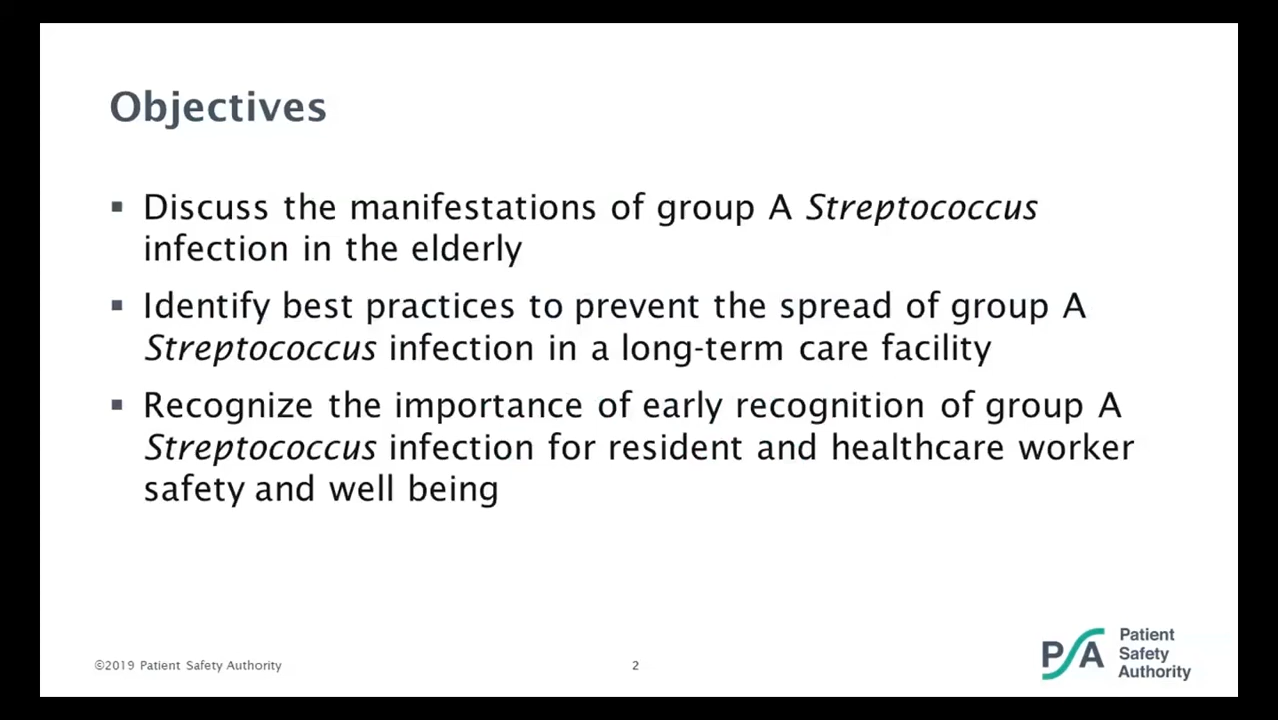 Objectives
▪ Discuss the manifestations of group A Streptococcus
infection in the elderly
▪ Identify best practices to prevent the spread of group A
Streptococcus infection in a long-term care facility
▪ Recognize the importance of early recognition of group A
Streptococcus infection for resident and healthcare worker
safety and well being
©2019 Patient Safety Authority
2
PSA
Patient
Safety
Authority